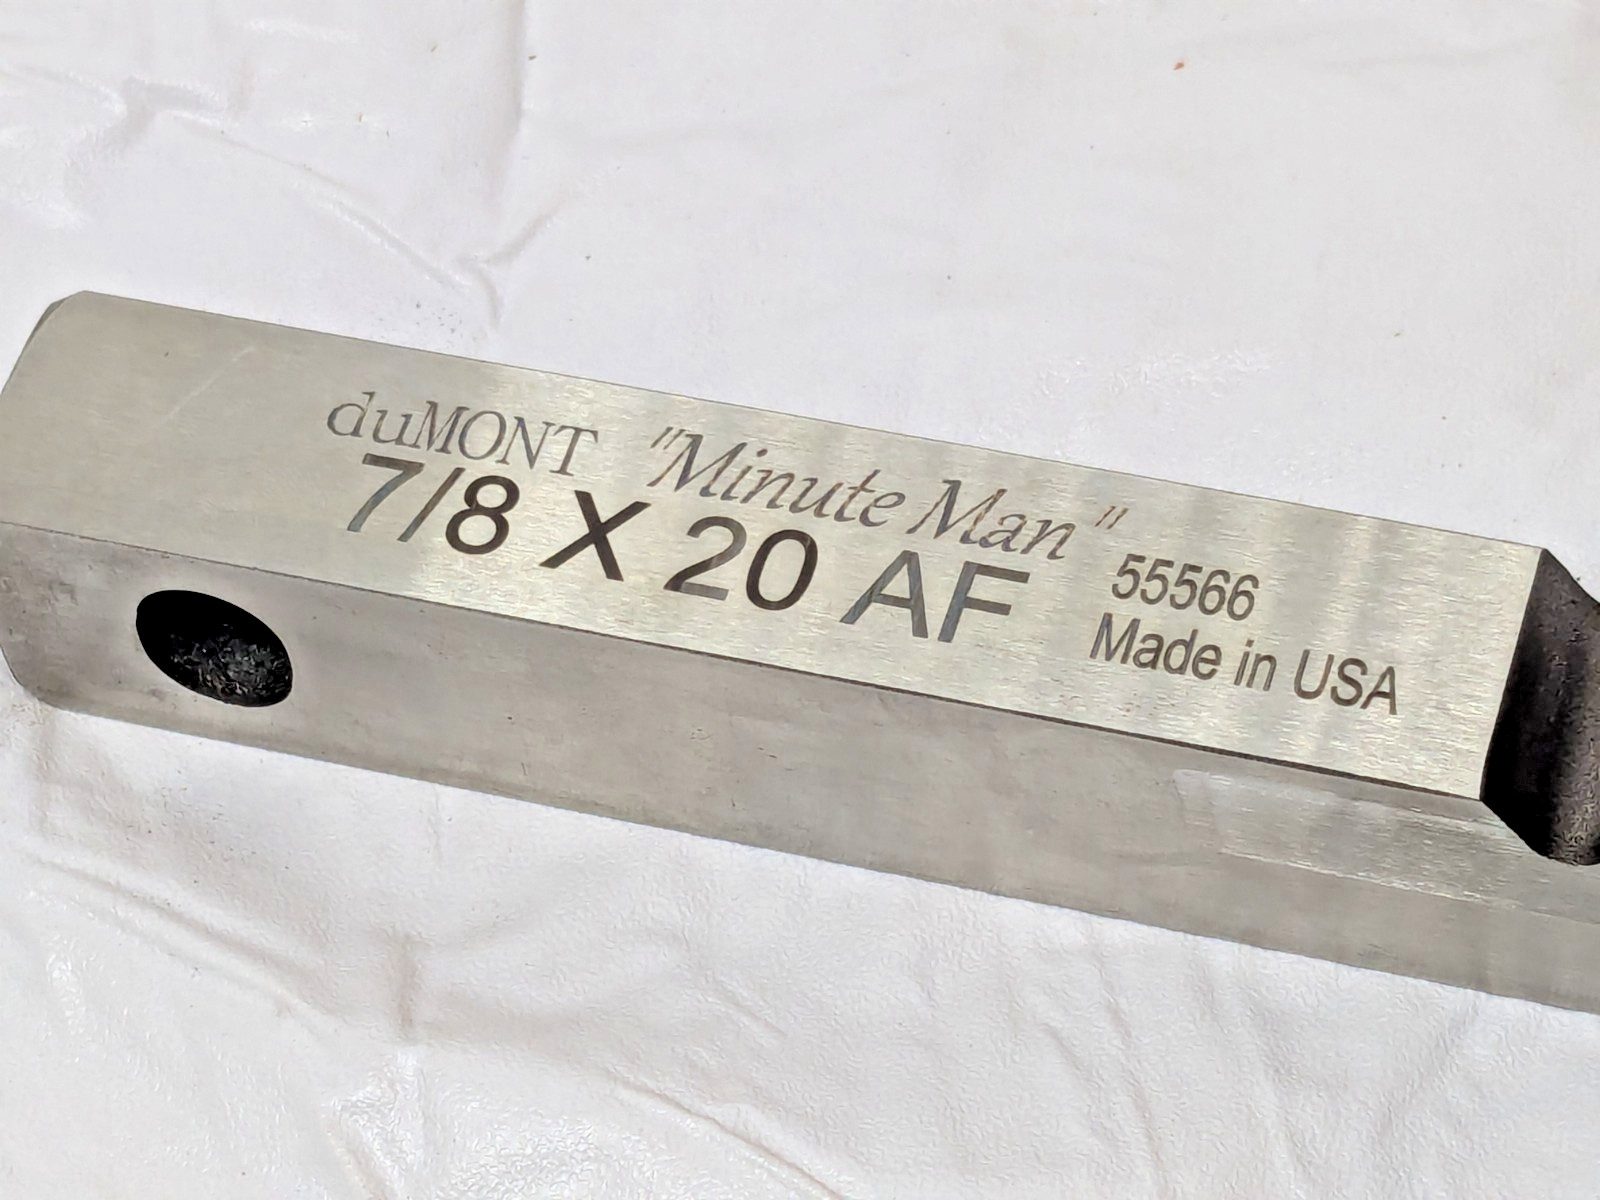 duMONT "Minute Man"
7/8 X 20 AF
55566
Made in USA